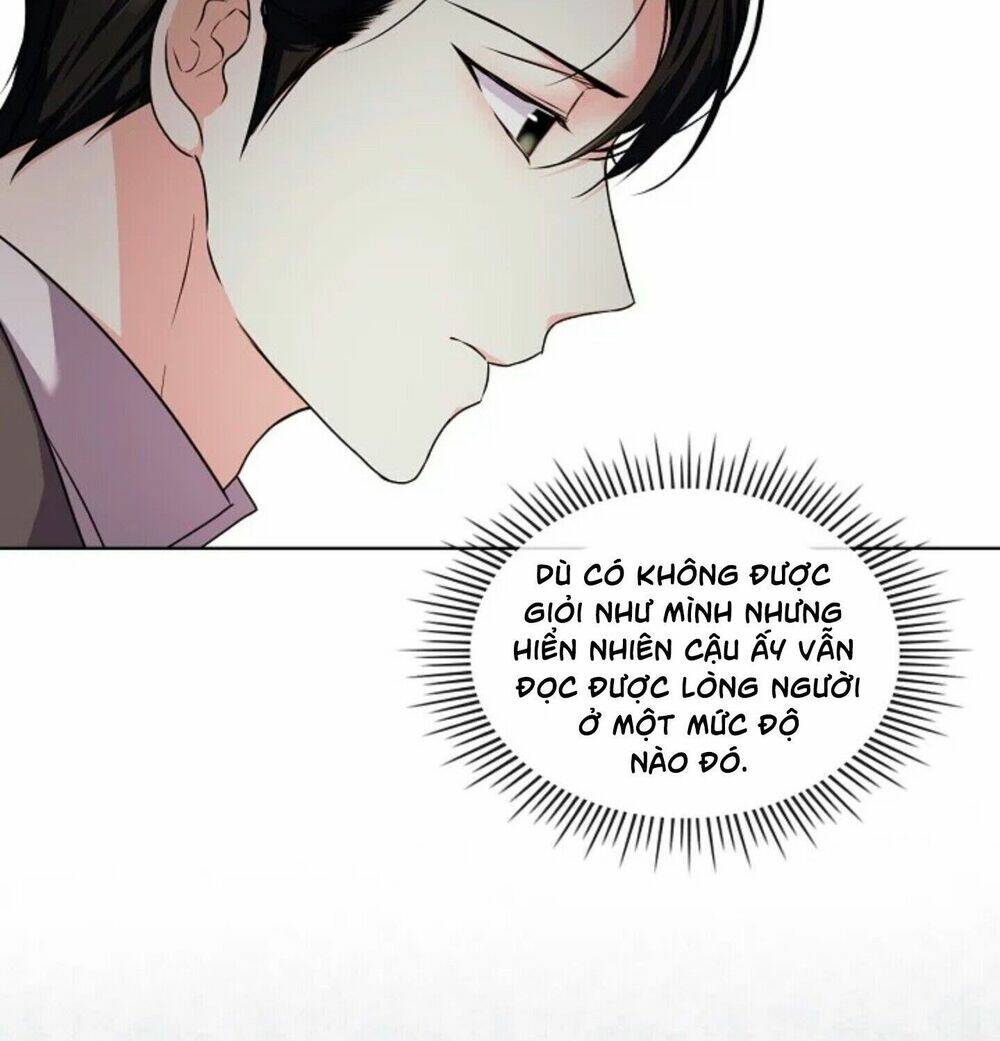 DÙ CÓ KHÔNG ĐƯỢC
GIỎI NHƯ MÌNH NHƯNG
HIỂN NHIÊN CẬU ẤY VẪN
ĐỌC ĐƯỢC LÒNG NGƯỜI
Ở MỘT MỨC ĐỘ
NÀO ĐÓ.